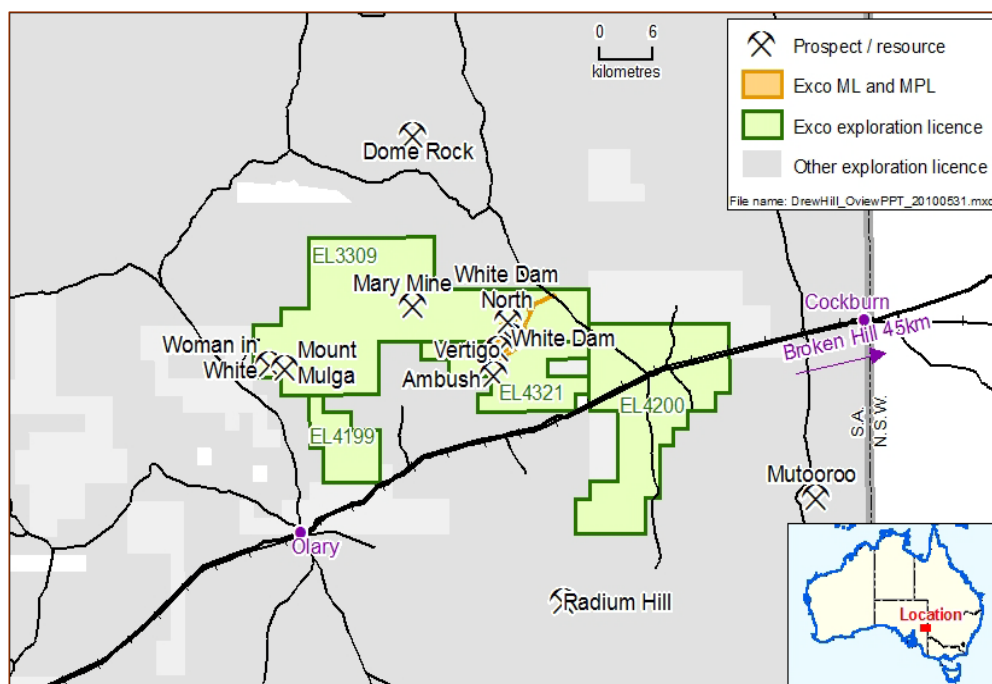 0 6
kilometres
Prospect / resource
Exco ML and MPL
Exco exploration licence
Other exploration licence
File name: DrewHill_OviewPPT_20100531.mxd
Dome Rock
EL3309
Mary Mine
White Dam
North
White Dam
Vertigo
Ambush
Woman in
White
Mount
Mulga
EL4321
EL4200
EL4199
Cockburn
Broken Hill 45km
S.A.
N.S.W.
Mutooroo
Olary
Radium Hill
Location